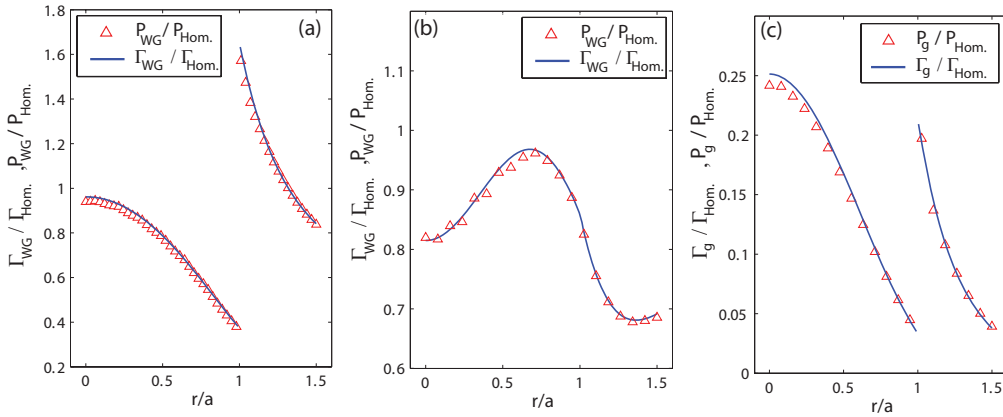 (a)
P_WG / P_Hom.
Γ_WG / Γ_Hom.
Γ_WG / Γ_Hom. , P_WG / P_Hom.
1.8
1.6
1.4
1.2
1
0.8
0.6
0.4
0.2
0
0.5
1
1.5
r/a
(b)
P_WG / P_Hom.
Γ_WG / Γ_Hom.
Γ_WG / Γ_Hom. , P_WG / P_Hom.
1.1
1
0.9
0.8
0.7
0.6
0
0.5
1
1.5
r/a
(c)
P_g / P_Hom.
Γ_g / Γ_Hom.
Γ_g / Γ_Hom. , P_g / P_Hom.
0.25
0.2
0.15
0.1
0.05
0
0
0.5
1
1.5
r/a